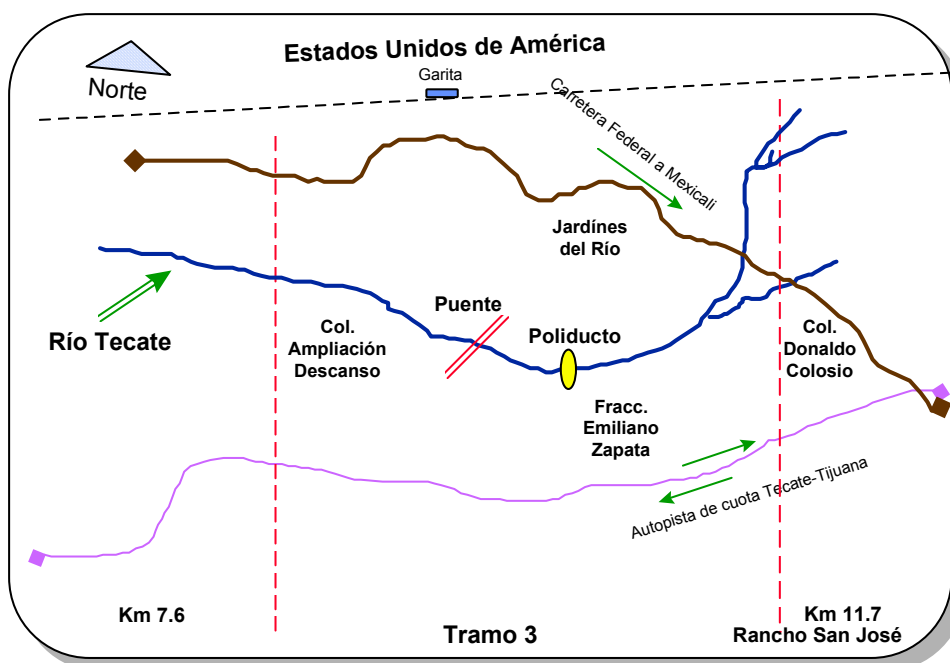 Estados Unidos de América
Norte
Garita
Carretera Federal a Mexicali
Jardínes
del Río
Río Tecate
Puente
Col.
Ampliación
Descanso
Poliducto
Col.
Donaldo
Colosio
Fracc.
Emiliano
Zapata
Autopista de cuota Tecate-Tijuana
Km 7.6
Tramo 3
Km 11.7
Rancho San José